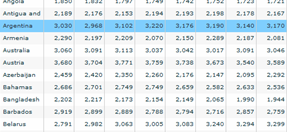 Angola 1,850 1,832 1,797 1,749 1,742 1,752 1,723 1,721
Antigua and 2,189 2,176 2,153 2,194 2,193 2,198 2,178 2,167
Argentina 3,030 2,968 3,102 3,220 3,176 3,190 3,140 3,170
Armenia 2,290 2,197 2,209 2,070 2,150 2,289 2,187 2,081
Australia 3,060 3,091 3,113 3,037 3,042 3,017 3,091 3,046
Austria 3,680 3,704 3,771 3,759 3,738 3,673 3,540 3,589
Azerbaijan 2,459 2,420 2,350 2,260 2,176 2,147 2,095 2,292
Bahamas 2,686 2,701 2,749 2,749 2,659 2,582 2,633 2,536
Bangladesh 2,202 2,217 2,173 2,154 2,149 2,065 1,990 1,944
Barbados 2,919 2,899 2,889 2,788 2,794 2,716 2,857 2,759
Belarus 2,791 2,982 3,063 3,005 3,083 3,240 3,294 3,299